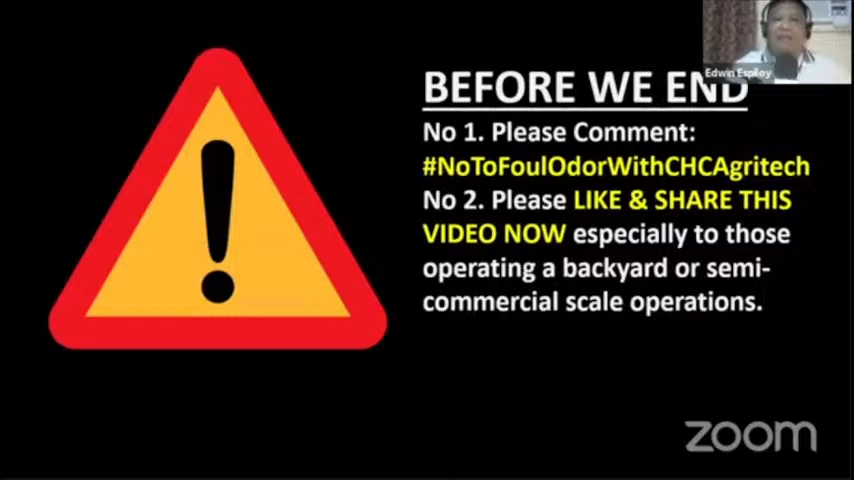 Edwin Espiloy
BEFORE WE END
No 1. Please Comment:
#NoToFoulOdorWithCHCAgritech
No 2. Please LIKE & SHARE THIS
VIDEO NOW especially to those
operating a backyard or semi-
commercial scale operations.
zoom